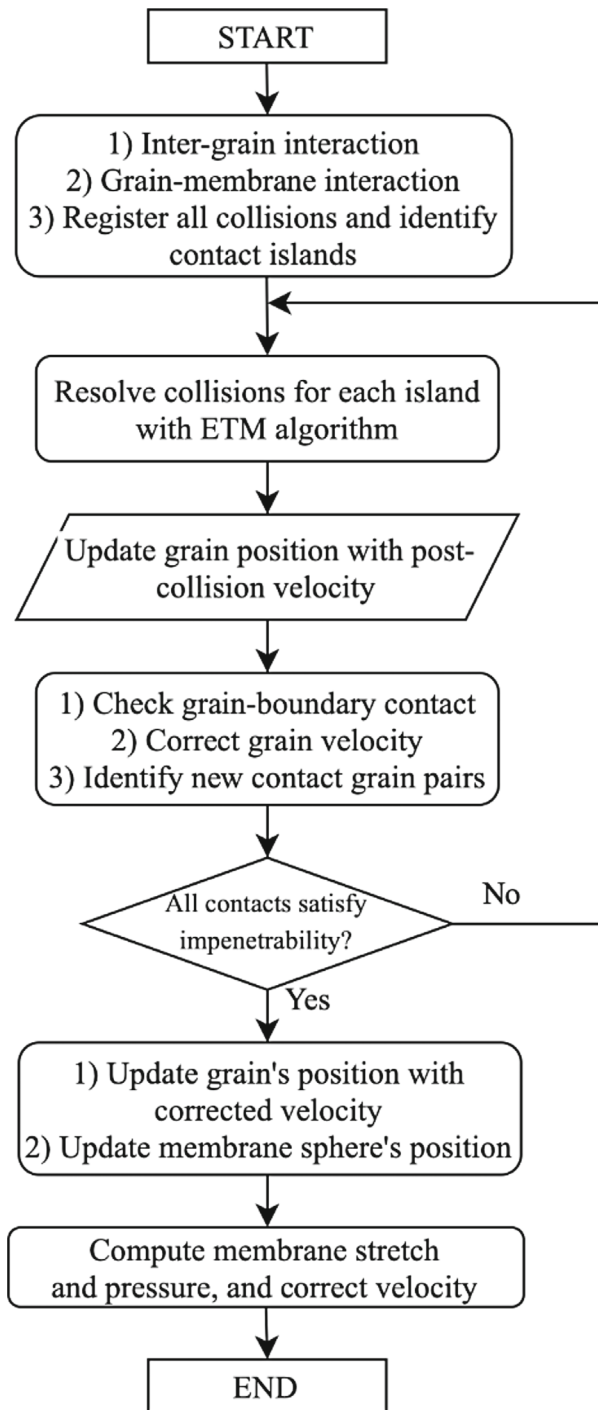 START
1) Inter-grain interaction
2) Grain-membrane interaction
3) Register all collisions and identify
contact islands
Resolve collisions for each island
with ETM algorithm
Update grain position with post-
collision velocity
1) Check grain-boundary contact
2) Correct grain velocity
3) Identify new contact grain pairs
All contacts satisfy
impenetrability?
No
Yes
1) Update grain's position with
corrected velocity
2) Update membrane sphere's position
Compute membrane stretch
and pressure, and correct velocity
END